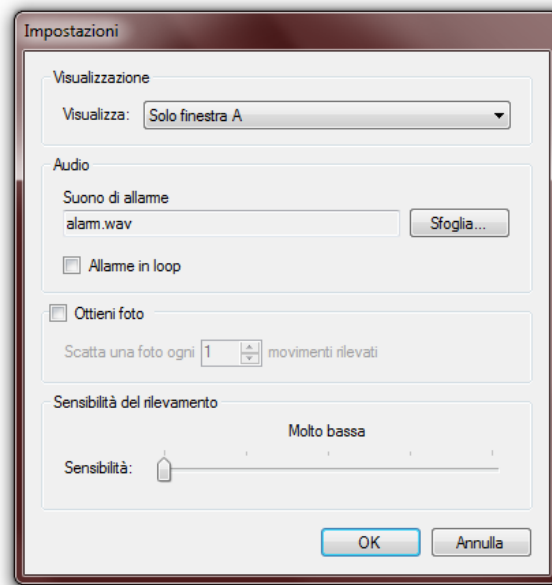 Impostazioni
Visualizzazione
Visualizza: Solo finestra A
Audio
Suono di allarme
alarm.wav Sfoglia...
Allarme in loop
Ottieni foto
Scatta una foto ogni 1 movimenti rilevati
Sensibilità del rilevamento
Molto bassa
Sensibilità:
OK Annulla